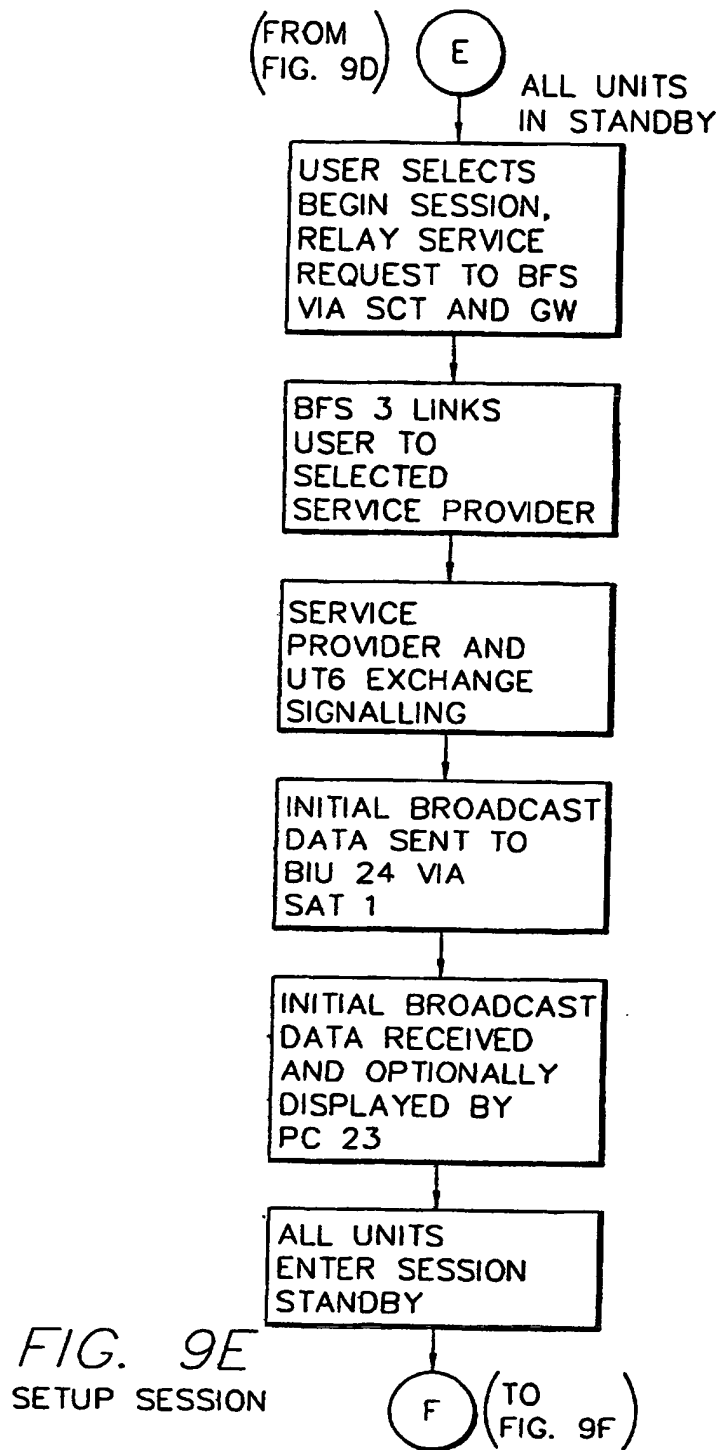 (FROM
FIG. 9D)
E
ALL UNITS
IN STANDBY
USER SELECTS
BEGIN SESSION,
RELAY SERVICE
REQUEST TO BFS
VIA SCT AND GW
BFS 3 LINKS
USER TO
SELECTED
SERVICE PROVIDER
SERVICE
PROVIDER AND
UT6 EXCHANGE
SIGNALLING
INITIAL BROADCAST
DATA SENT TO
BIU 24 VIA
SAT 1
INITIAL BROADCAST
DATA RECEIVED
AND OPTIONALLY
DISPLAYED BY
PC 23
ALL UNITS
ENTER SESSION
STANDBY
FIG. 9E
SETUP SESSION
F
(TO
FIG. 9F)